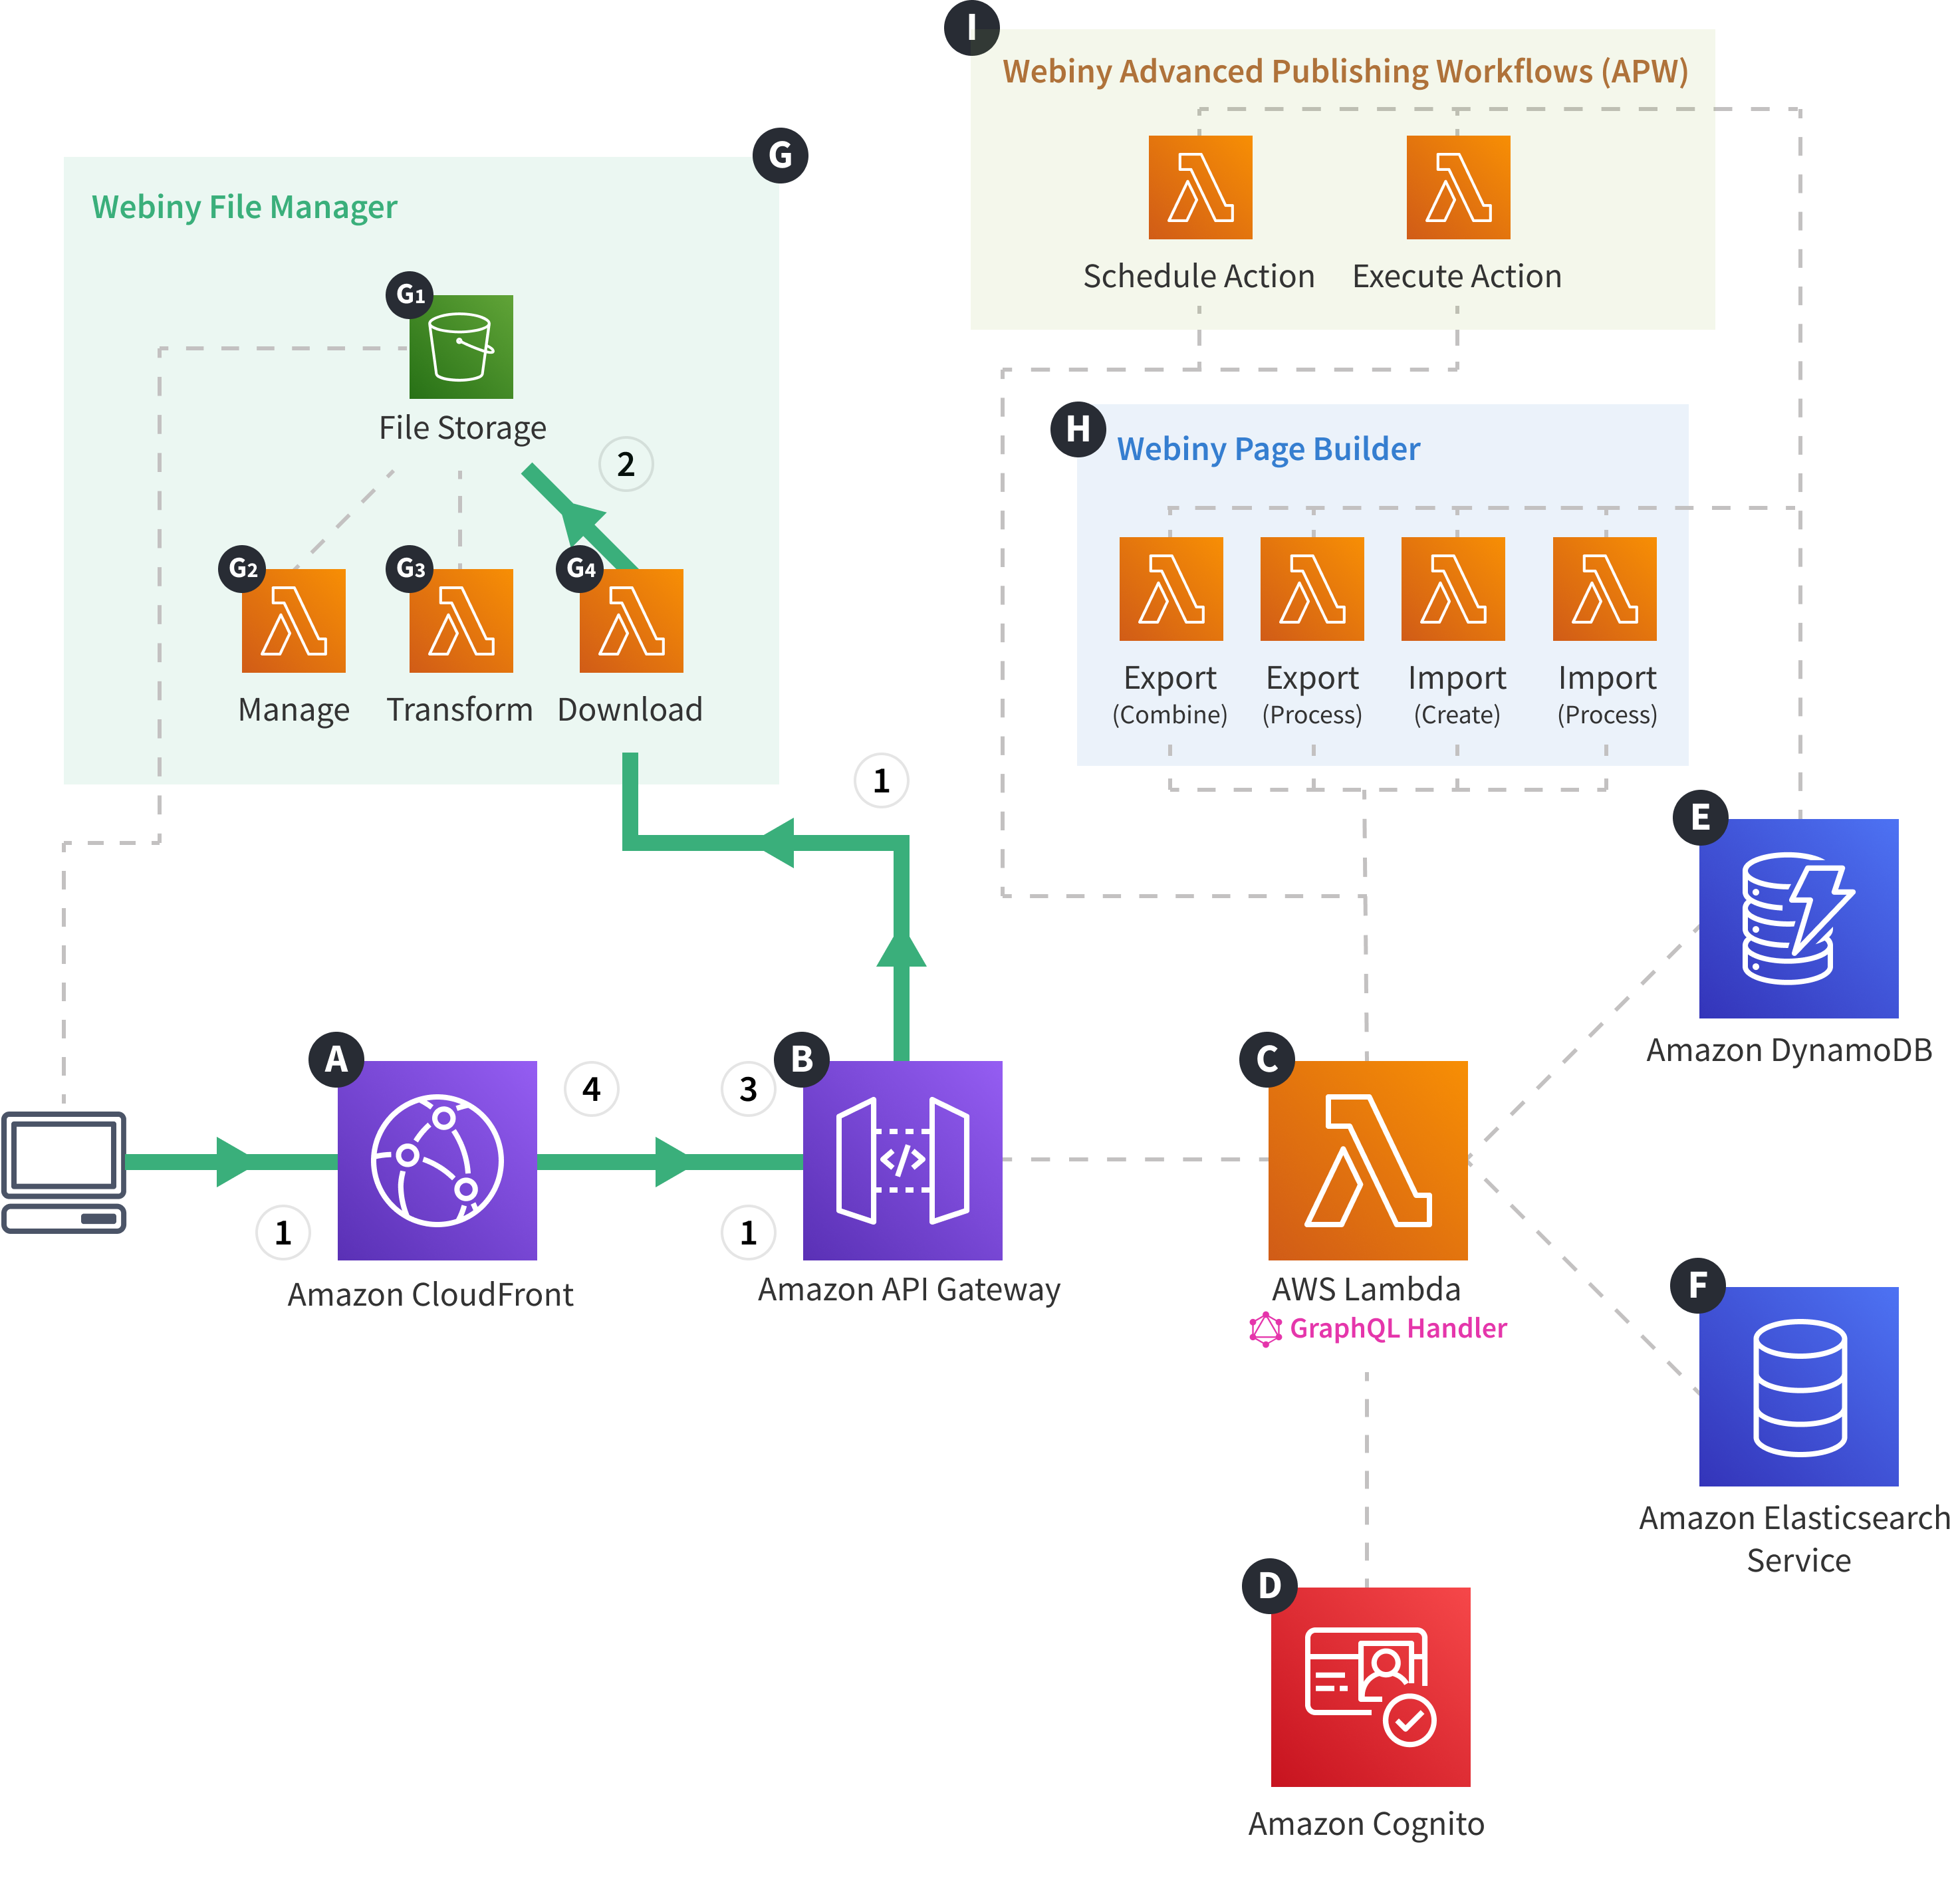 I
Webiny Advanced Publishing Workflows (APW)
Schedule Action
Execute Action
G
Webiny File Manager
G1
File Storage
2
G2
G3
G4
Manage
Transform
Download
H
Webiny Page Builder
Export
(Combine)
Export
(Process)
Import
(Create)
Import
(Process)
1
E
Amazon DynamoDB
A
4
3
B
C
1
1
Amazon CloudFront
Amazon API Gateway
AWS Lambda
GraphQL Handler
F
Amazon Elasticsearch
Service
D
Amazon Cognito